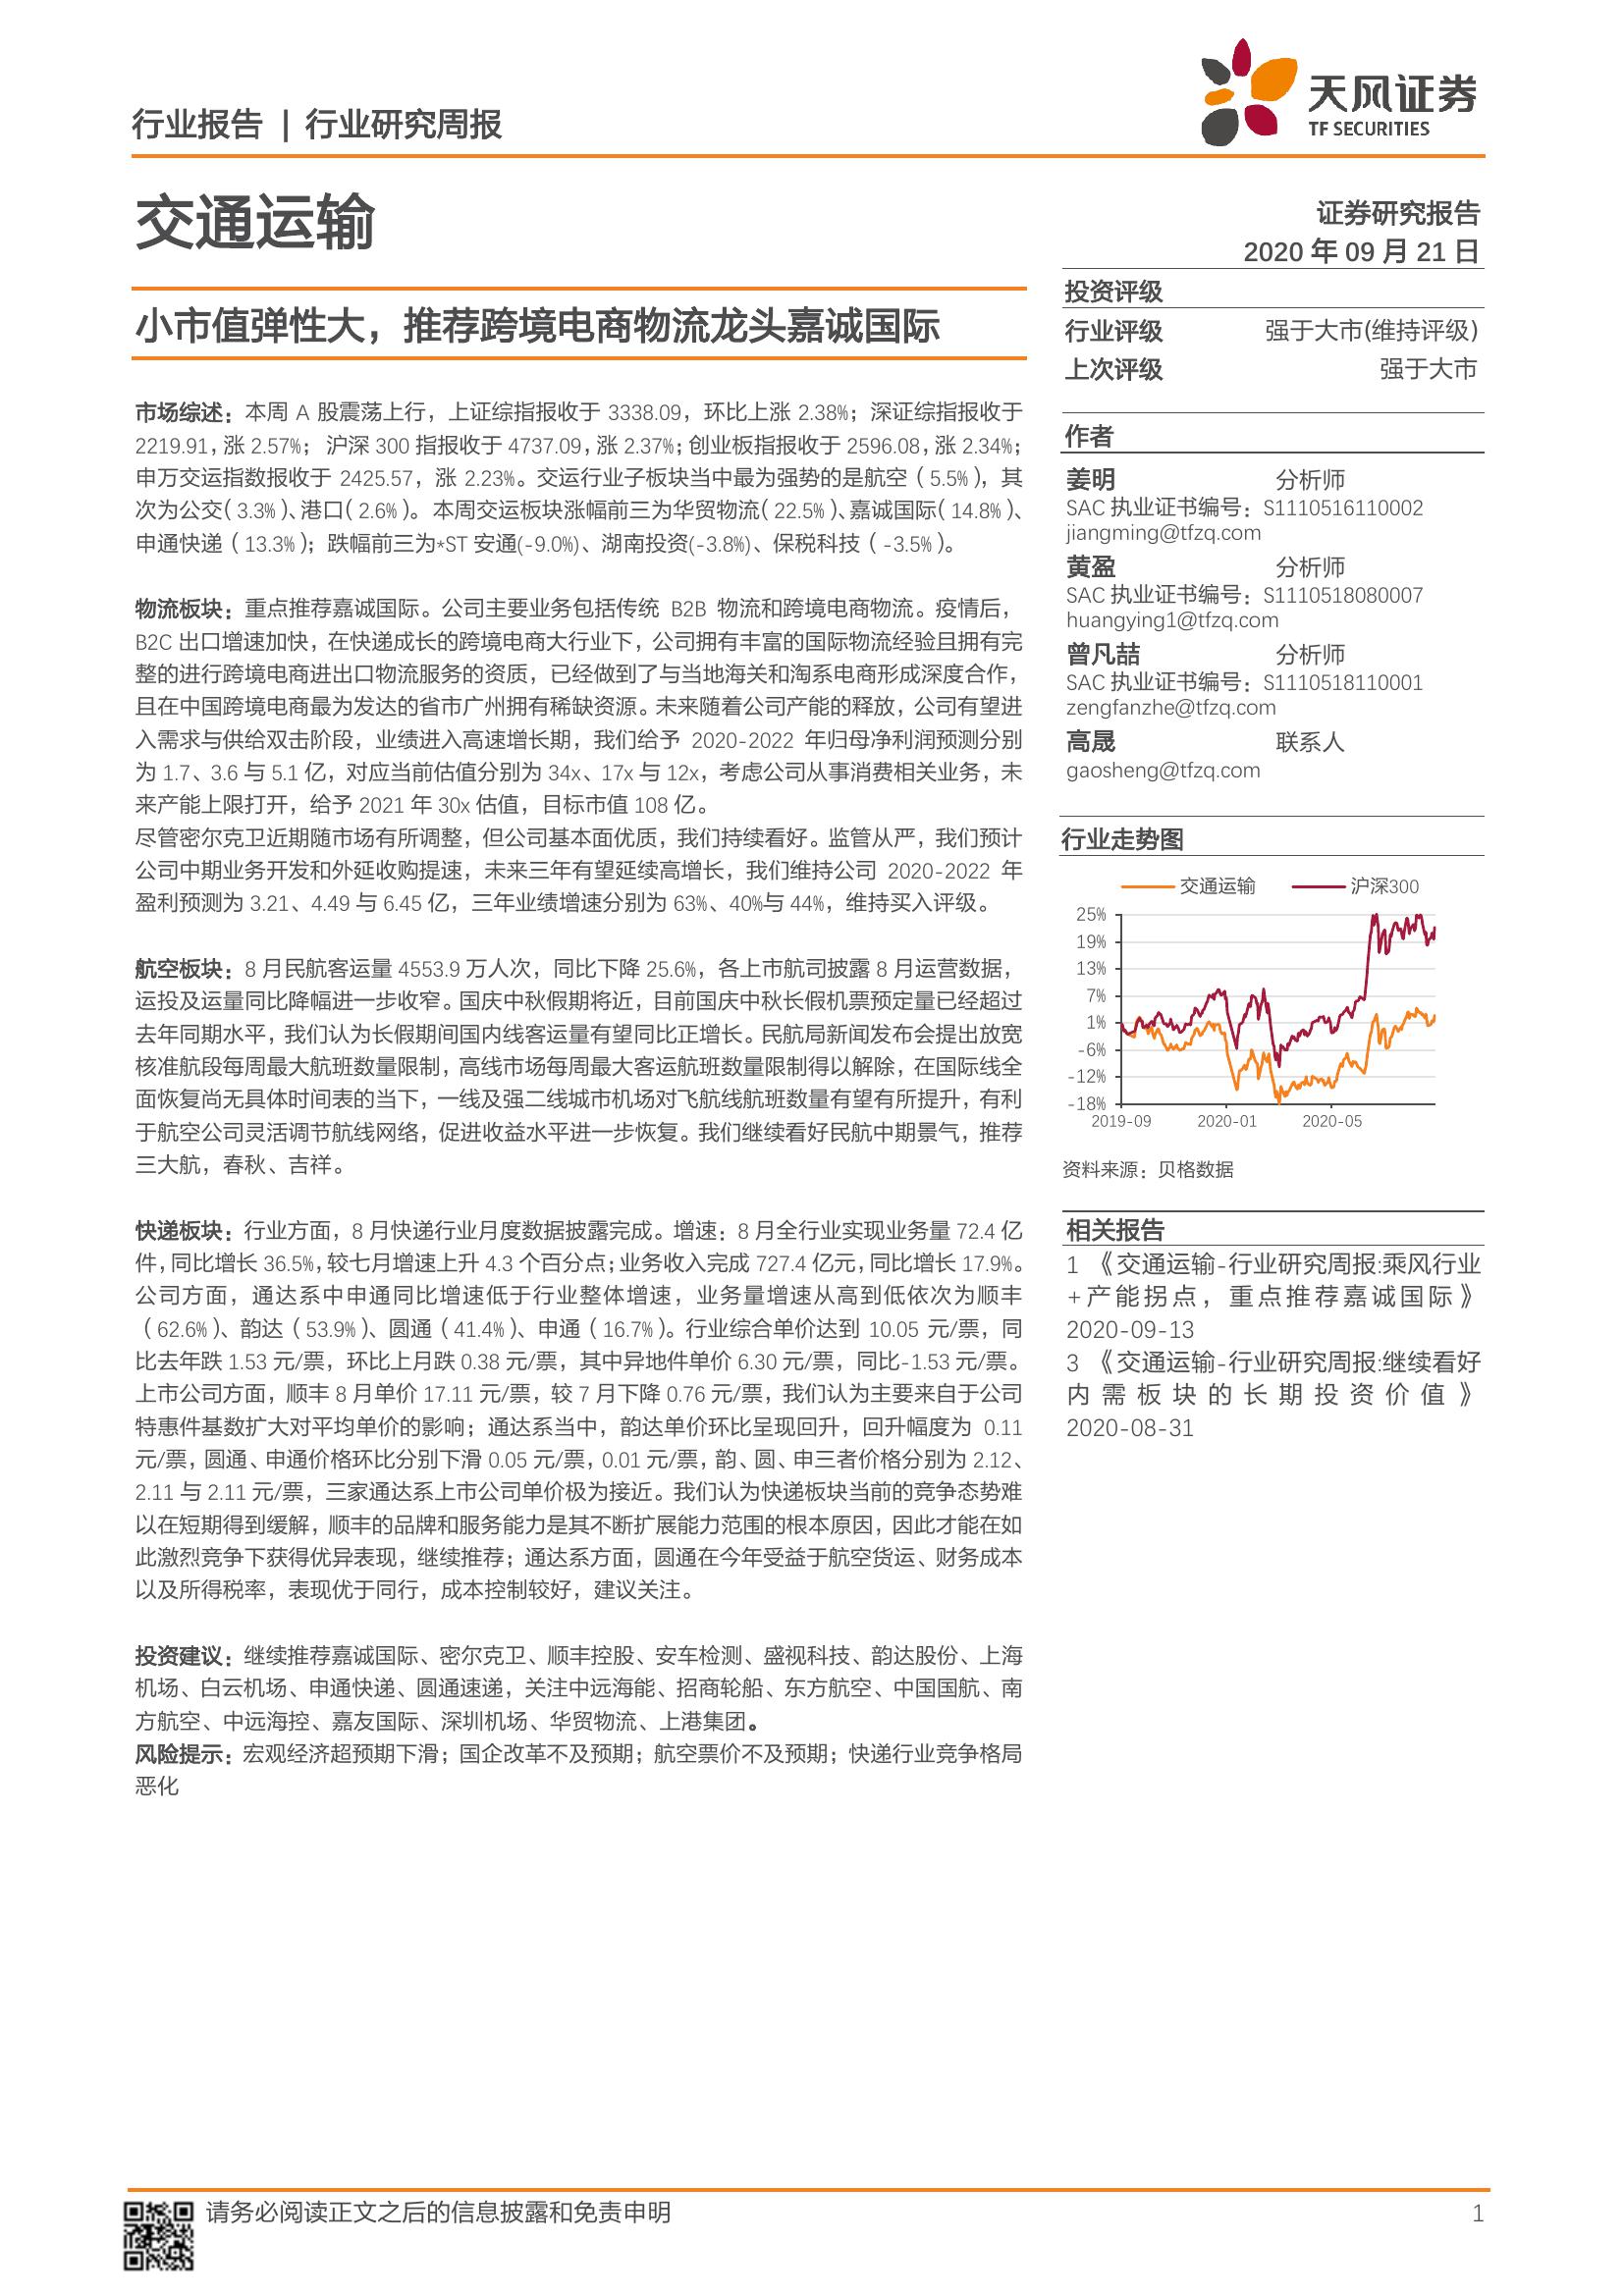 行业报告 | 行业研究周报
天风证券
TF SECURITIES
交通运输
证券研究报告
2020 年 09 月 21 日
小市值弹性大，推荐跨境电商物流龙头嘉诚国际
市场综述：本周 A 股震荡上行，上证综指报收于 3338.09，环比上涨 2.38%；深证综指报收于
2219.91，涨 2.57%； 沪深 300 指报收于 4737.09，涨 2.37%；创业板指报收于 2596.08，涨 2.34%；
申万交运指数报收于 2425.57，涨 2.23%。交运行业子板块当中最为强势的是航空（5.5%），其
次为公交（3.3%）、港口（2.6%）。本周交运板块涨幅前三为华贸物流（22.5%）、嘉诚国际（14.8%）、
申通快递（13.3%）；跌幅前三为*ST 安通(-9.0%)、湖南投资(-3.8%)、保税科技（-3.5%）。
物流板块：重点推荐嘉诚国际。公司主要业务包括传统 B2B 物流和跨境电商物流。疫情后，
B2C 出口增速加快，在快递成长的跨境电商大行业下，公司拥有丰富的国际物流经验且拥有完
整的进行跨境电商进出口物流服务的资质，已经做到了与当地海关和淘系电商形成深度合作，
且在中国跨境电商最为发达的省市广州拥有稀缺资源。未来随着公司产能的释放，公司有望进
入需求与供给双击阶段，业绩进入高速增长期，我们给予 2020-2022 年归母净利润预测分别
为 1.7、3.6 与 5.1 亿，对应当前估值分别为 34x、17x 与 12x，考虑公司从事消费相关业务，未
来产能上限打开，给予 2021 年 30x 估值，目标市值 108 亿。
尽管密尔克卫近期随市场有所调整，但公司基本面优质，我们持续看好。监管从严，我们预计
公司中期业务开发和外延收购提速，未来三年有望延续高增长，我们维持公司 2020-2022 年
盈利预测为 3.21、4.49 与 6.45 亿，三年业绩增速分别为 63%、40%与 44%，维持买入评级。
航空板块：8 月民航客运量 4553.9 万人次，同比下降 25.6%，各上市航司披露 8 月运营数据，
运投及运量同比降幅进一步收窄。国庆中秋假期将近，目前国庆中秋长假机票预定量已经超过
去年同期水平，我们认为长假期间国内线客运量有望同比正增长。民航局新闻发布会提出放宽
核准航段每周最大航班数量限制，高线市场每周最大客运航班数量限制得以解除，在国际线全
面恢复尚无具体时间表的当下，一线及强二线城市机场对飞航线航班数量有望有所提升，有利
于航空公司灵活调节航线网络，促进收益水平进一步恢复。我们继续看好民航中期景气，推荐
三大航，春秋、吉祥。
快递板块：行业方面，8 月快递行业月度数据披露完成。增速：8 月全行业实现业务量 72.4 亿
件，同比增长 36.5%，较七月增速上升 4.3 个百分点；业务收入完成 727.4 亿元，同比增长 17.9%。
公司方面，通达系中申通同比增速低于行业整体增速，业务量增速从高到低依次为顺丰
（62.6%）、韵达（53.9%）、圆通（41.4%）、申通（16.7%）。行业综合单价达到 10.05 元/票，同
比去年跌 1.53 元/票，环比上月跌 0.38 元/票，其中异地件单价 6.30 元/票，同比-1.53 元/票。
上市公司方面，顺丰 8 月单价 17.11 元/票，较 7 月下降 0.76 元/票，我们认为主要来自于公司
特惠件基数扩大对平均单价的影响；通达系当中，韵达单价环比呈现回升，回升幅度为 0.11
元/票，圆通、申通价格环比分别下滑 0.05 元/票，0.01 元/票，韵、圆、申三者价格分别为 2.12、
2.11 与 2.11 元/票，三家通达系上市公司单价极为接近。我们认为快递板块当前的竞争态势难
以在短期得到缓解，顺丰的品牌和服务能力是其不断扩展能力范围的根本原因，因此才能在如
此激烈竞争下获得优异表现，继续推荐；通达系方面，圆通在今年受益于航空货运、财务成本
以及所得税率，表现优于同行，成本控制较好，建议关注。
投资建议：继续推荐嘉诚国际、密尔克卫、顺丰控股、安车检测、盛视科技、韵达股份、上海
机场、白云机场、申通快递、圆通速递，关注中远海能、招商轮船、东方航空、中国国航、南
方航空、中远海控、嘉友国际、深圳机场、华贸物流、上港集团。
风险提示：宏观经济超预期下滑；国企改革不及预期；航空票价不及预期；快递行业竞争格局
恶化
投资评级
行业评级 强于大市(维持评级)
上次评级 强于大市
作者
姜明 分析师
SAC 执业证书编号：S1110516110002
jiangming@tfzq.com
黄盈 分析师
SAC 执业证书编号：S1110518080007
huangying1@tfzq.com
曾凡喆 分析师
SAC 执业证书编号：S1110518110001
zengfanzhe@tfzq.com
高晟 联系人
gaosheng@tfzq.com
行业走势图
交通运输 沪深300
25%
19%
13%
7%
1%
-6%
-12%
-18%
2019-09 2020-01 2020-05
资料来源：贝格数据
相关报告
1 《交通运输-行业研究周报:乘风行业
+产能拐点，重点推荐嘉诚国际》
2020-09-13
3 《交通运输-行业研究周报:继续看好
内需板块的长期投资价值》
2020-08-31
请务必阅读正文之后的信息披露和免责申明
1